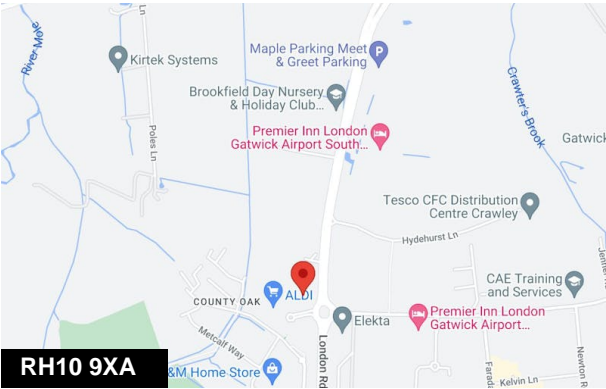 Ln
River Mole
Kirtek Systems
Maple Parking Meet
& Greet Parking
Brookfield Day Nursery
& Holiday Club...
Crawter's Brook
Poles Ln
Premier Inn London
Gatwick Airport South...
Gatwick
Tesco CFC Distribution
Centre Crawley
Hydehurst Ln
CAE Training
and Services
COUNTY OAK
ALDI
Elekta
Premier Inn London
Gatwick Airport...
Metcalf Way
London Rd
&M Home Store
Kelvin Ln
Newton R
RH10 9XA